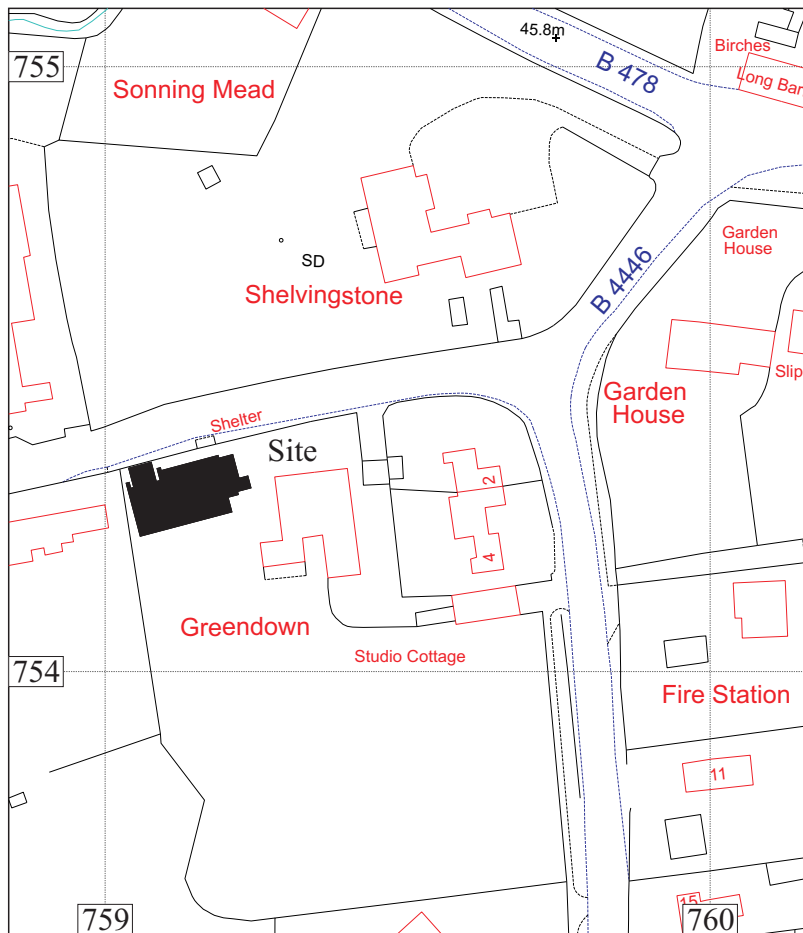 45.8m
B 478
Birches
Long Bar
755
Sonning Mead
Garden
House
SD
Shelvingstone
B 4446
Slip
Garden
House
Shelter
Site
2
4
Greendown
Studio Cottage
754
Fire Station
11
15
759
760